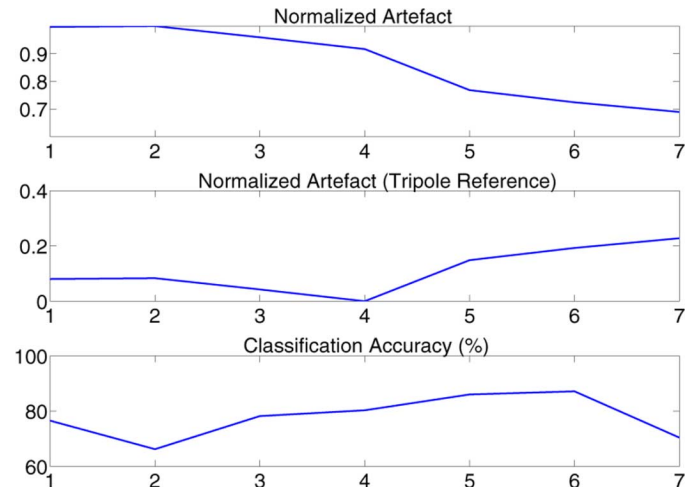 Normalized Artefact
0.9
0.8
0.7
1 2 3 4 5 6 7
Normalized Artefact (Tripole Reference)
0.4
0.2
0
1 2 3 4 5 6 7
Classification Accuracy (%)
100
80
60
1 2 3 4 5 6 7